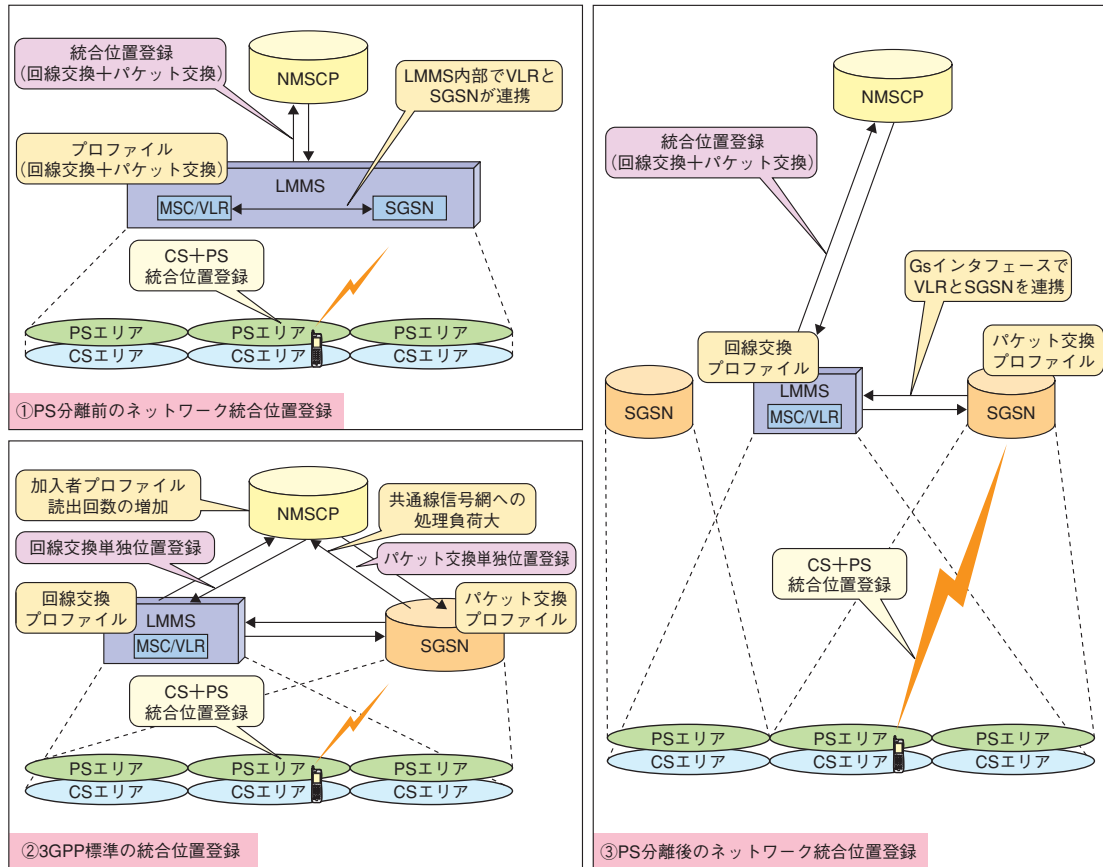 統合位置登録
(回線交換+パケット交換)
NMSCP
LMMS内部でVLRと
SGSNが連携
プロファイル
(回線交換+パケット交換)
LMMS
MSC/VLR
SGSN
CS+PS
統合位置登録
PSエリア
PSエリア
PSエリア
CSエリア
CSエリア
CSエリア
①PS分離前のネットワーク統合位置登録
加入者プロファイル
読出回数の増加
NMSCP
共通線信号網への
処理負荷大
回線交換単独位置登録
パケット交換単独位置登録
回線交換
プロファイル
LMMS
MSC/VLR
パケット交換
プロファイル
SGSN
CS+PS
統合位置登録
PSエリア
PSエリア
PSエリア
CSエリア
CSエリア
CSエリア
②3GPP標準の統合位置登録
NMSCP
統合位置登録
(回線交換+パケット交換)
Gsインタフェースで
VLRとSGSNを連携
回線交換
プロファイル
パケット交換
プロファイル
SGSN
LMMS
MSC/VLR
SGSN
CS+PS
統合位置登録
PSエリア
PSエリア
PSエリア
CSエリア
CSエリア
CSエリア
③PS分離後のネットワーク統合位置登録